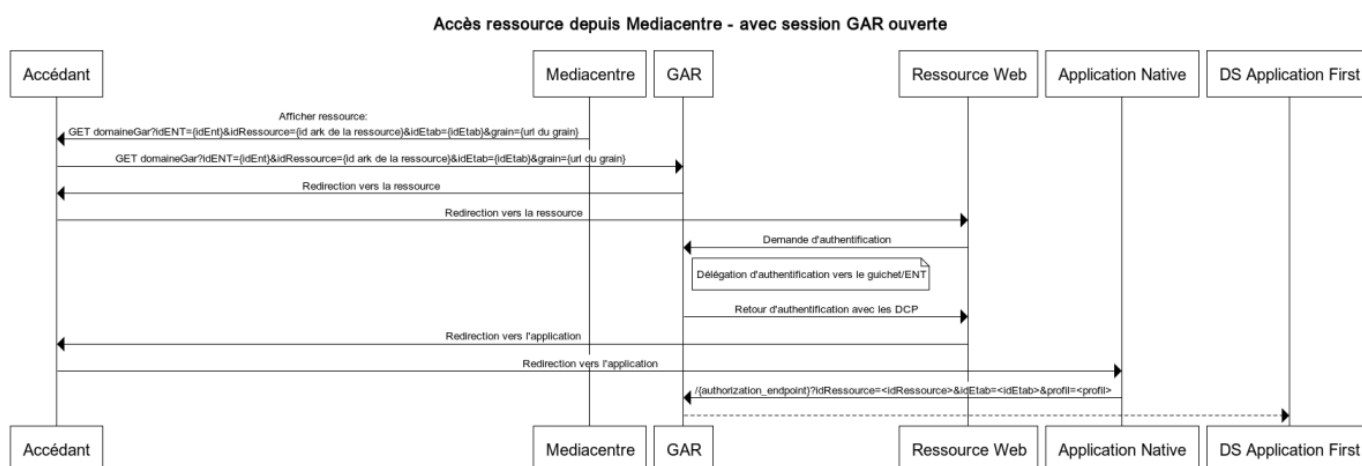 Accès ressource depuis Mediacentre - avec session GAR ouverte
Accédant
Mediacentre
GAR
Ressource Web
Application Native
DS Application First
Afficher ressource:
GET domaineGar?idENT={idEnt}&idRessource={id ark de la ressource}&idEtab={idEtab}&grain={url du grain}
GET domaineGar?idENT={idEnt}&idRessource={id ark de la ressource}&idEtab={idEtab}&grain={url du grain}
Redirection vers la ressource
Redirection vers la ressource
Demande d'authentification
Délégation d'authentification vers le guichet/ENT
Retour d'authentification avec les DCP
Redirection vers l'application
Redirection vers l'application
/{authorization_endpoint}?idRessource=<idRessource>&idEtab=<idEtab>&profil=<profil>
Accédant
Mediacentre
GAR
Ressource Web
Application Native
DS Application First